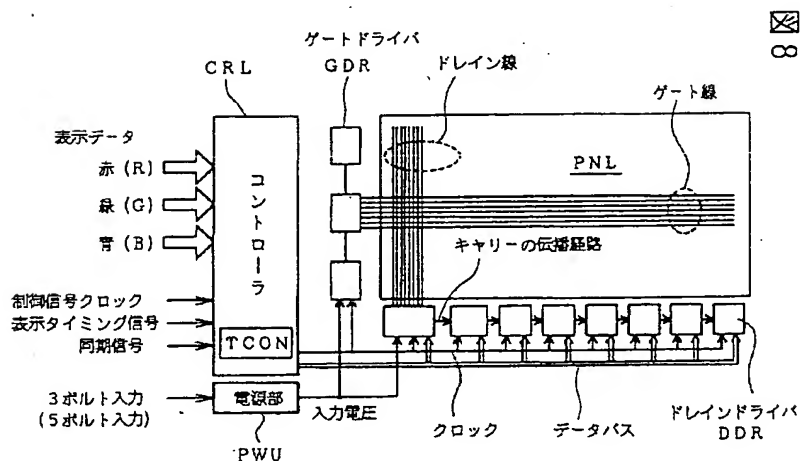 図
8
ゲートドライバ
GDR
ドレイン線
CRL
ゲート線
表示データ
赤(R)
緑(G)
青(B)
コントローラ
PNL
キャリーの伝播経路
制御信号クロック
表示タイミング信号
同期信号
TCON
3ボルト入力
(5ボルト入力)
電源部
入力電圧
クロック
データバス
ドレインドライバ
DDR
PWU